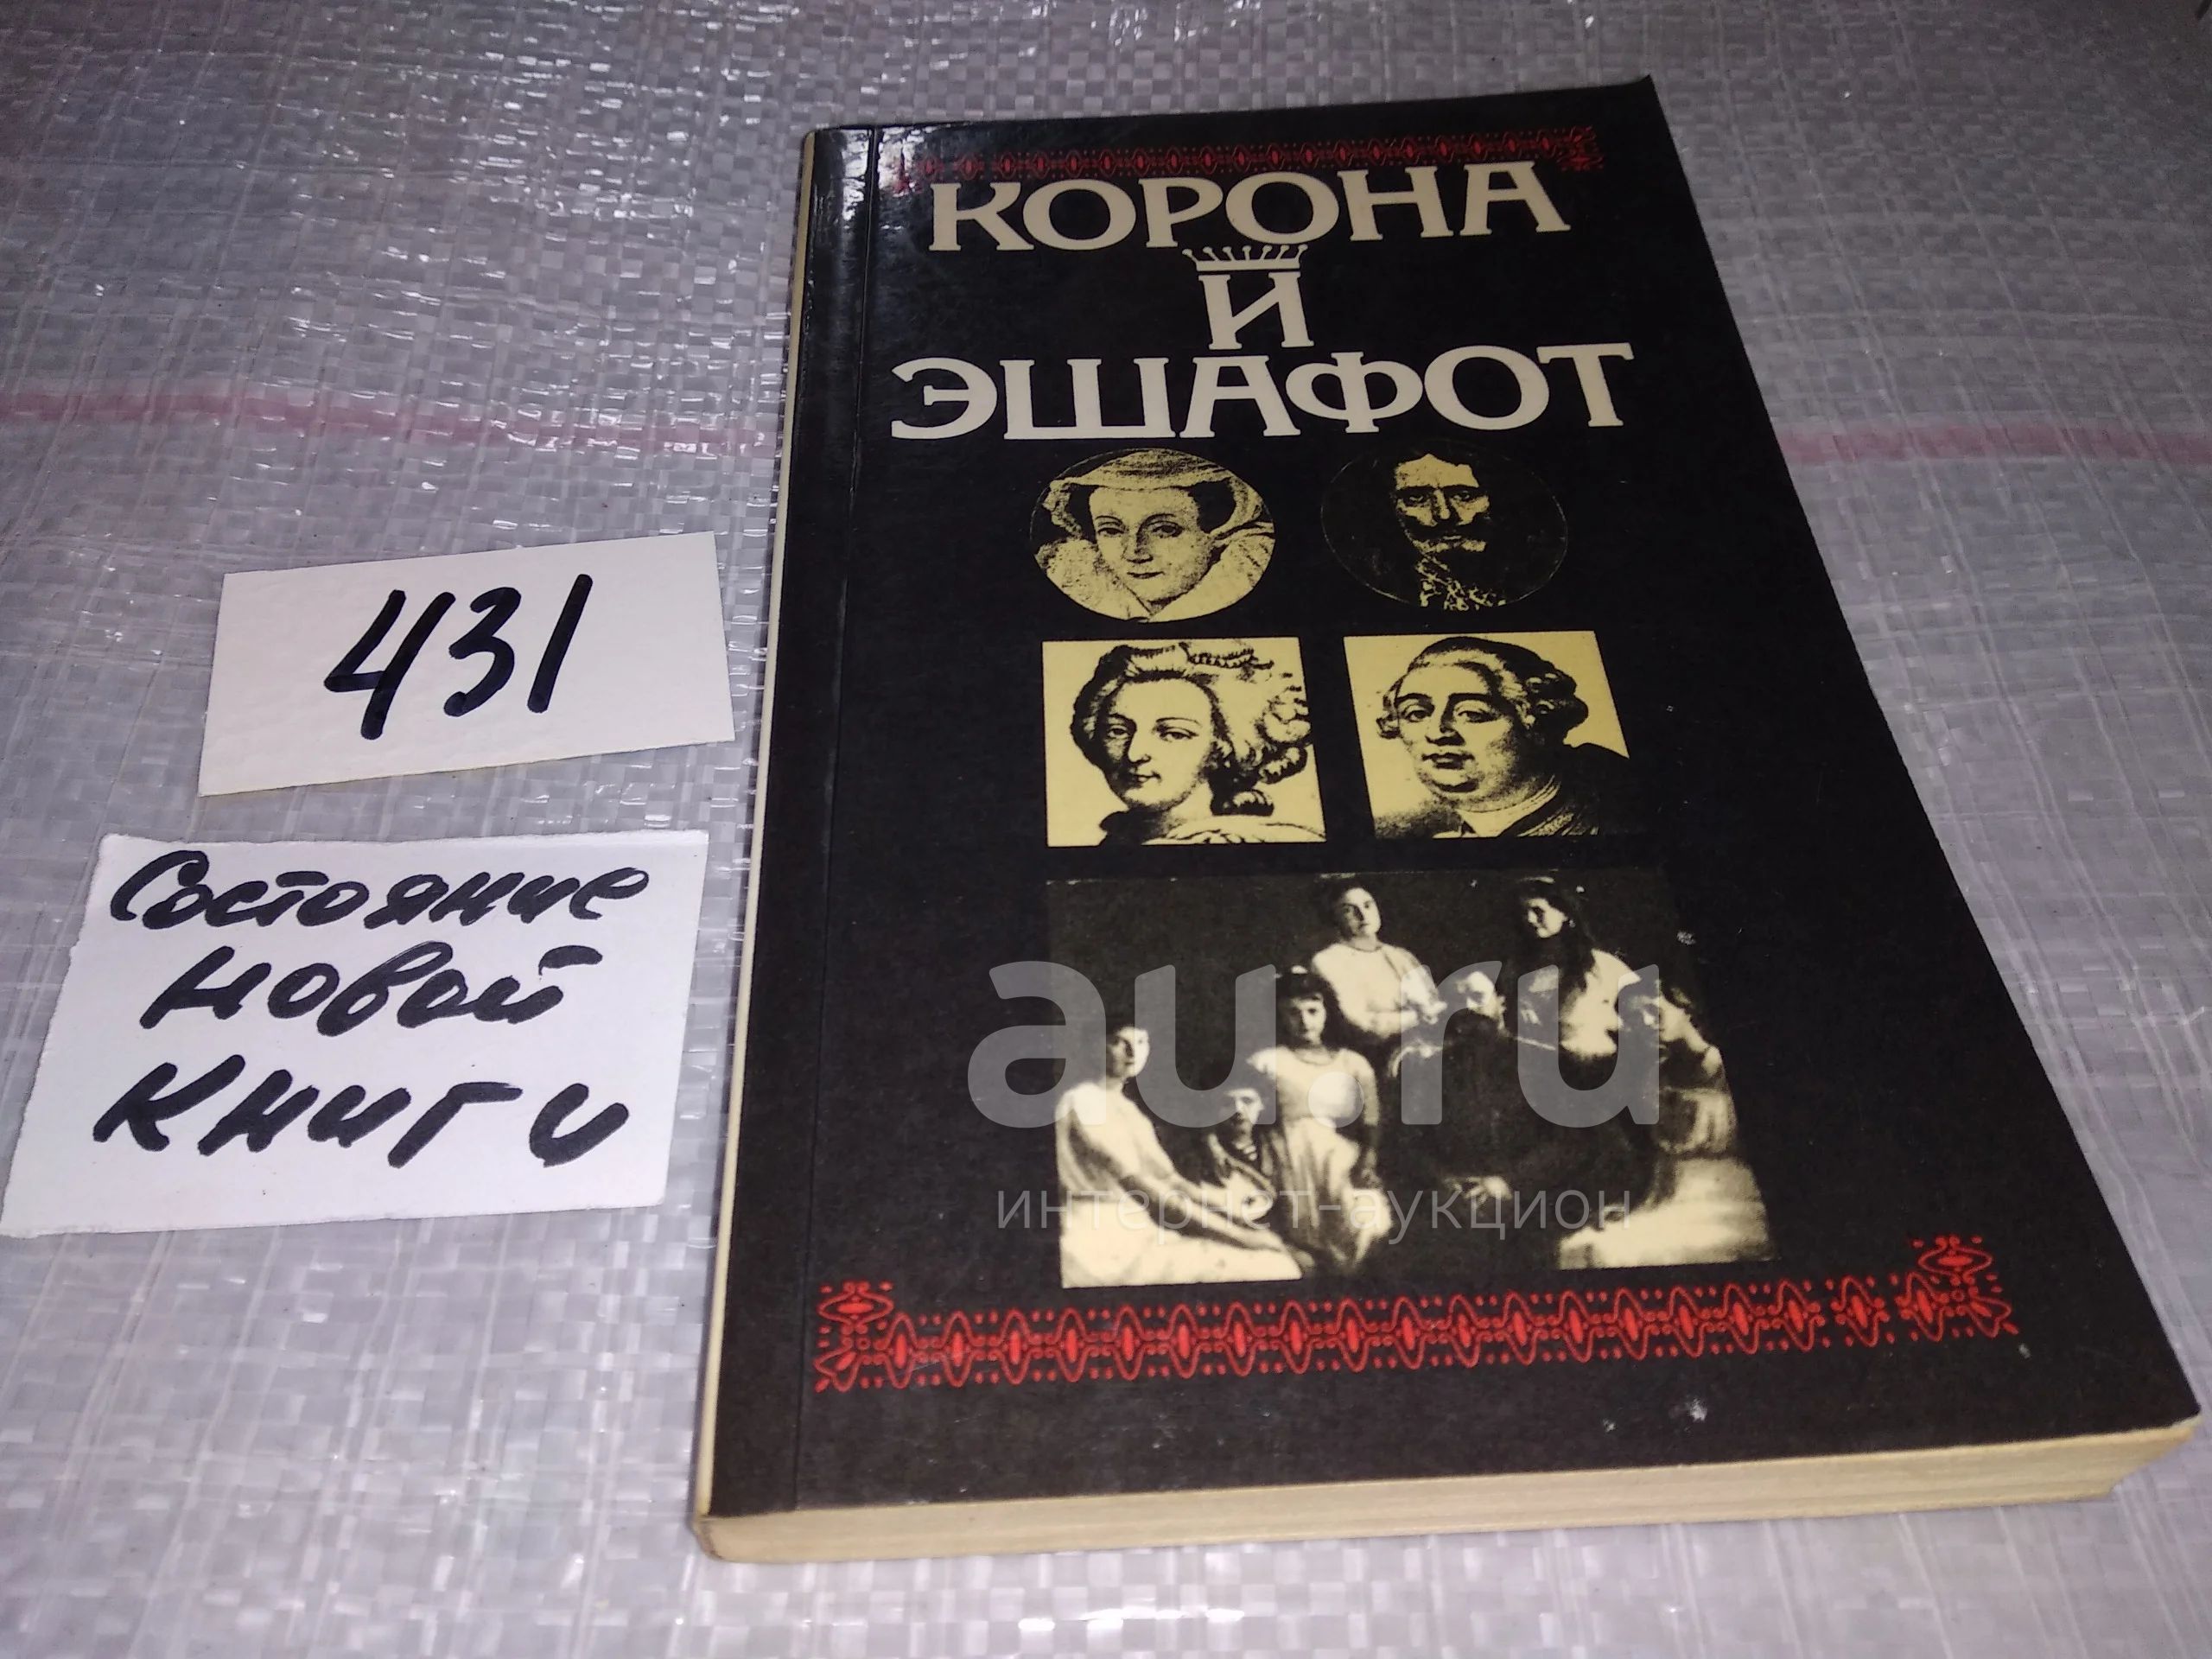 КОРОНА
И
ЭШАФОТ
431
Состояние
новой
книги
au.ru
интернет-аукцион